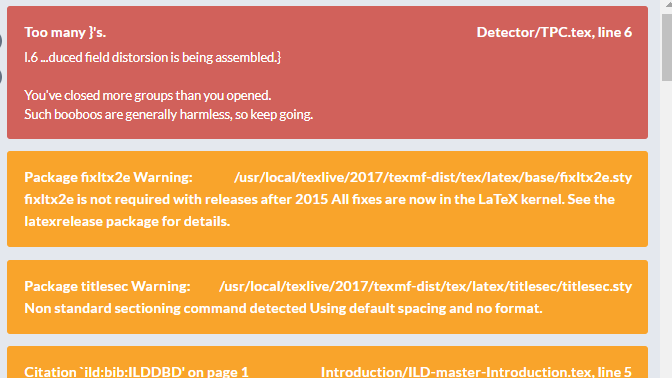 Too many }'s. Detector/TPC.tex, line 6
l.6 ...duced field distorsion is being assembled.}
You've closed more groups than you opened.
Such booboos are generally harmless, so keep going.
Package fixltx2e Warning: /usr/local/texlive/2017/texmf-dist/tex/latex/base/fixltx2e.sty
fixltx2e is not required with releases after 2015 All fixes are now in the LaTeX kernel. See the
latexrelease package for details.
Package titlesec Warning: /usr/local/texlive/2017/texmf-dist/tex/latex/titlesec/titlesec.sty
Non standard sectioning command detected Using default spacing and no format.
Citation `ild:bib:ILDDBD' on page 1 Introduction/ILD-master-Introduction.tex, line 5